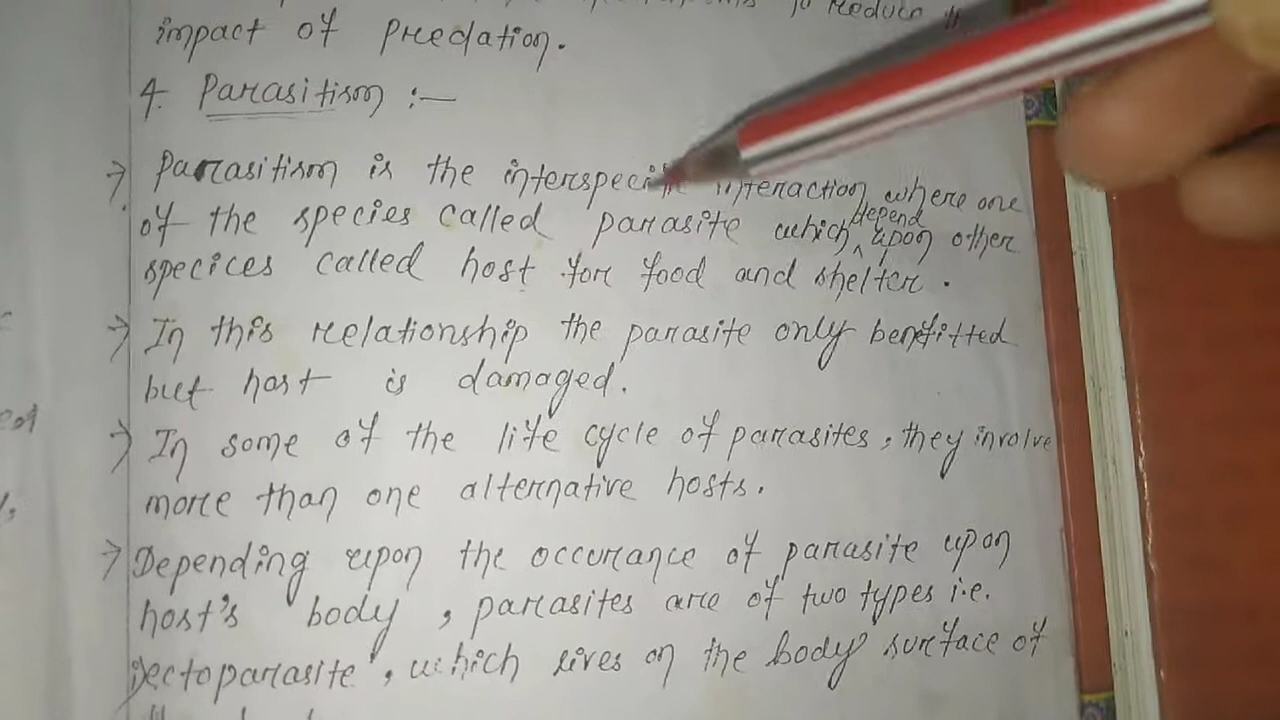 to reduce
impact of predation.
4. Parasitism :-
→ Parasitism is the interspecific interaction where one
of the species called parasite which depend upon other
specices called host for food and shelter.
→ In this relationship the parasite only benefitted
but host is damaged.
→ In some of the life cycle of parasites, they involve
more than one alternative hosts.
→ Depending upon the occurance of parasite upon
host's body, parasites are of two types i.e.
ectoparasite, which lives on the body surface of